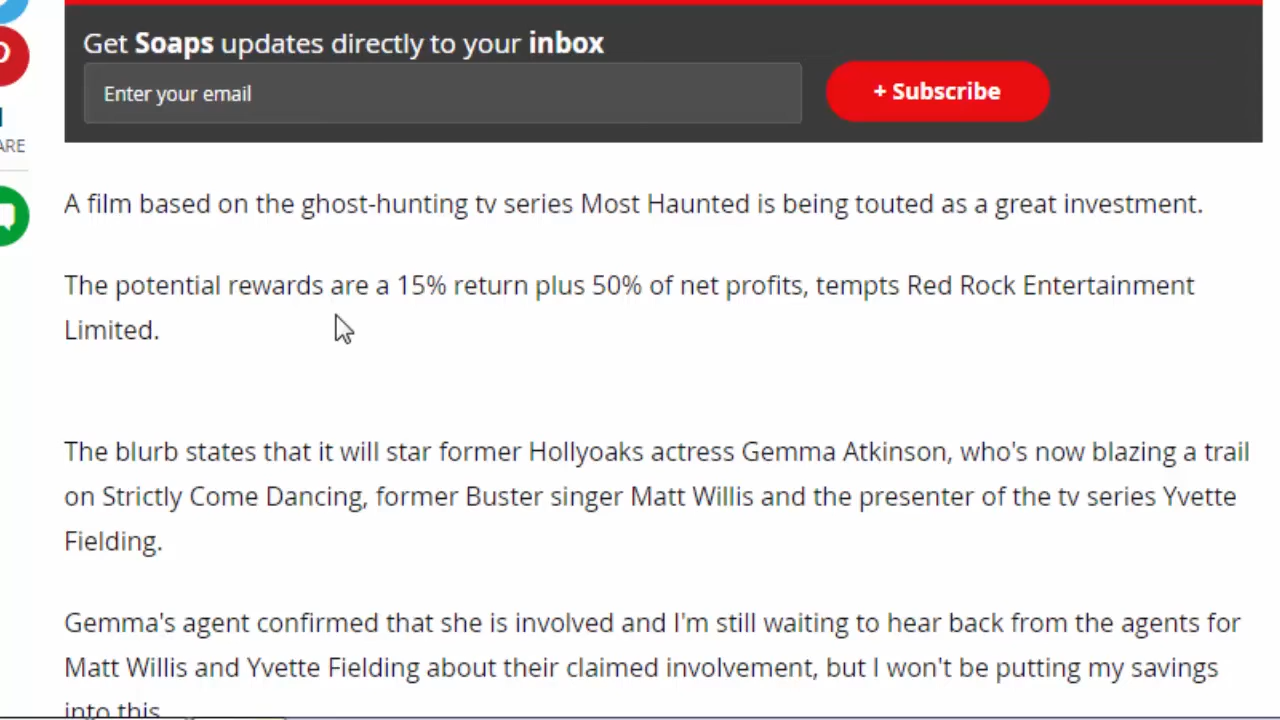 Get Soaps updates directly to your inbox
Enter your email
+ Subscribe
ARE
A film based on the ghost-hunting tv series Most Haunted is being touted as a great investment.
The potential rewards are a 15% return plus 50% of net profits, tempts Red Rock Entertainment
Limited.
The blurb states that it will star former Hollyoaks actress Gemma Atkinson, who's now blazing a trail
on Strictly Come Dancing, former Buster singer Matt Willis and the presenter of the tv series Yvette
Fielding.
Gemma's agent confirmed that she is involved and I'm still waiting to hear back from the agents for
Matt Willis and Yvette Fielding about their claimed involvement, but I won't be putting my savings
into this.